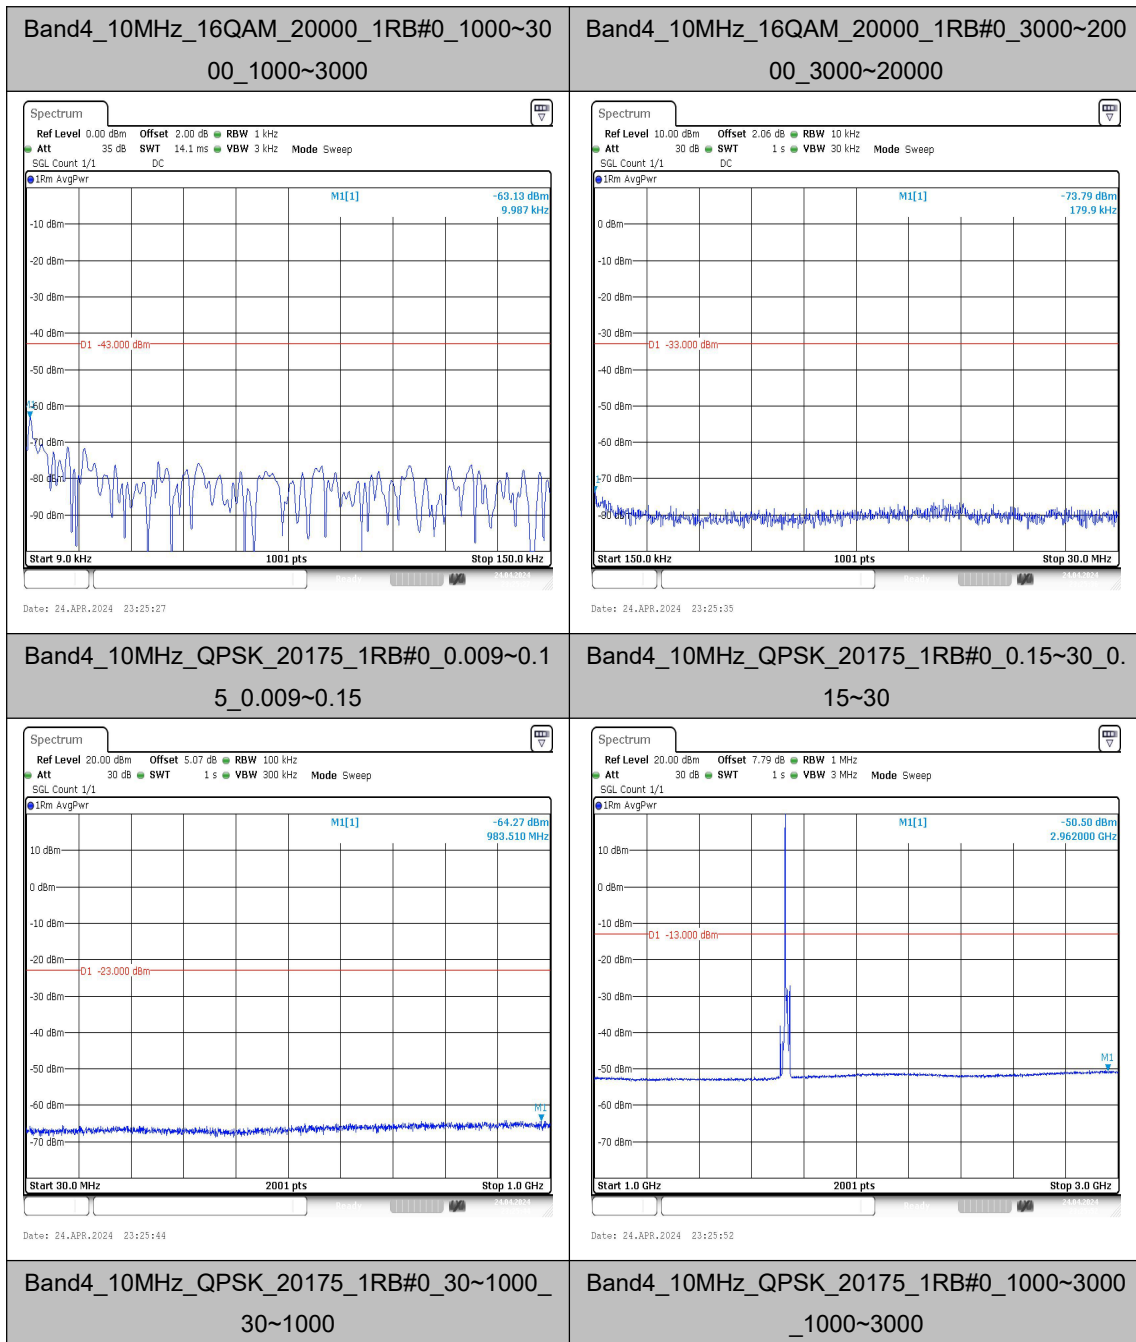 Band4_10MHz_16QAM_20000_1RB#0_1000~30
00_1000~3000
Band4_10MHz_16QAM_20000_1RB#0_3000~200
00_3000~20000
Spectrum
Ref Level 0.00 dBm Offset 2.00 dB RBW 1 kHz
Att 35 dB SWT 14.1 ms VBW 3 kHz Mode Sweep
SGL Count 1/1 DC
1Rm AvgPwr
M1[1] -63.13 dBm
9.987 kHz
-10 dBm
-20 dBm
-30 dBm
-40 dBm
D1 -43.000 dBm
-50 dBm
M1
-60 dBm
-70 dBm
-80 dBm
-90 dBm
Start 9.0 kHz 1001 pts Stop 150.0 kHz
Ready 24.04.2024
Date: 24.APR.2024 23:25:27
Spectrum
Ref Level 10.00 dBm Offset 2.06 dB RBW 10 kHz
Att 30 dB SWT 1 s VBW 30 kHz Mode Sweep
SGL Count 1/1 DC
1Rm AvgPwr
M1[1] -73.79 dBm
179.9 kHz
0 dBm
-10 dBm
-20 dBm
-30 dBm
D1 -33.000 dBm
-40 dBm
-50 dBm
-60 dBm
-70 dBm
-80 dBm
Start 150.0 kHz 1001 pts Stop 30.0 MHz
Ready 24.04.2024
Date: 24.APR.2024 23:25:35
Band4_10MHz_QPSK_20175_1RB#0_0.009~0.1
5_0.009~0.15
Band4_10MHz_QPSK_20175_1RB#0_0.15~30_0.
15~30
Spectrum
Ref Level 20.00 dBm Offset 5.07 dB RBW 100 kHz
Att 30 dB SWT 1 s VBW 300 kHz Mode Sweep
SGL Count 1/1
1Rm AvgPwr
M1[1] -64.27 dBm
983.510 MHz
10 dBm
0 dBm
-10 dBm
-20 dBm
D1 -23.000 dBm
-30 dBm
-40 dBm
-50 dBm
-60 dBm
M1
-70 dBm
Start 30.0 MHz 2001 pts Stop 1.0 GHz
Ready 24.04.2024
Date: 24.APR.2024 23:25:44
Spectrum
Ref Level 20.00 dBm Offset 7.79 dB RBW 1 MHz
Att 30 dB SWT 1 s VBW 3 MHz Mode Sweep
SGL Count 1/1
1Rm AvgPwr
M1[1] -50.50 dBm
2.962000 GHz
10 dBm
0 dBm
-10 dBm
D1 -13.000 dBm
-20 dBm
-30 dBm
-40 dBm
-50 dBm
M1
-60 dBm
-70 dBm
Start 1.0 GHz 2001 pts Stop 3.0 GHz
Ready 24.04.2024
Date: 24.APR.2024 23:25:52
Band4_10MHz_QPSK_20175_1RB#0_30~1000_
30~1000
Band4_10MHz_QPSK_20175_1RB#0_1000~3000
_1000~3000